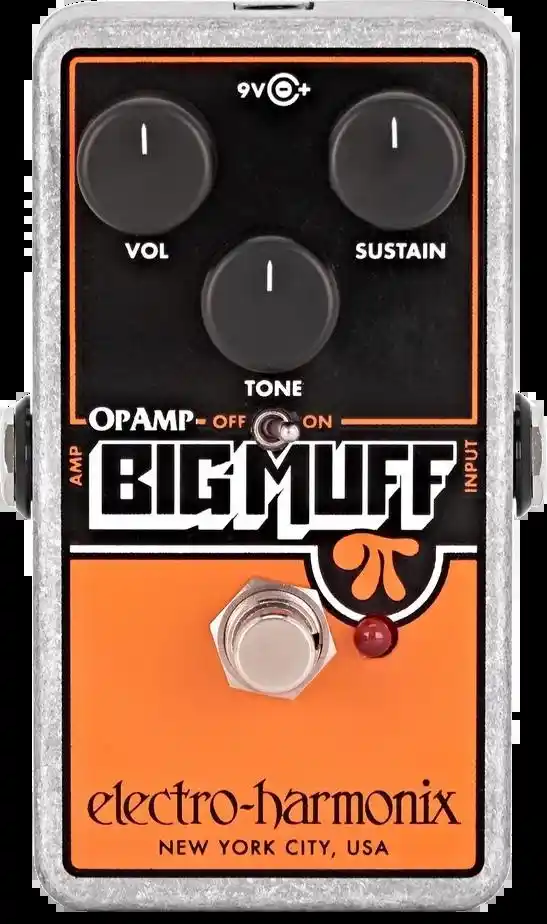 9V +
VOL SUSTAIN
TONE
OPAMP OFF ON
AMP INPUT
BIG MUFF
π
electro-harmonix
NEW YORK CITY, USA